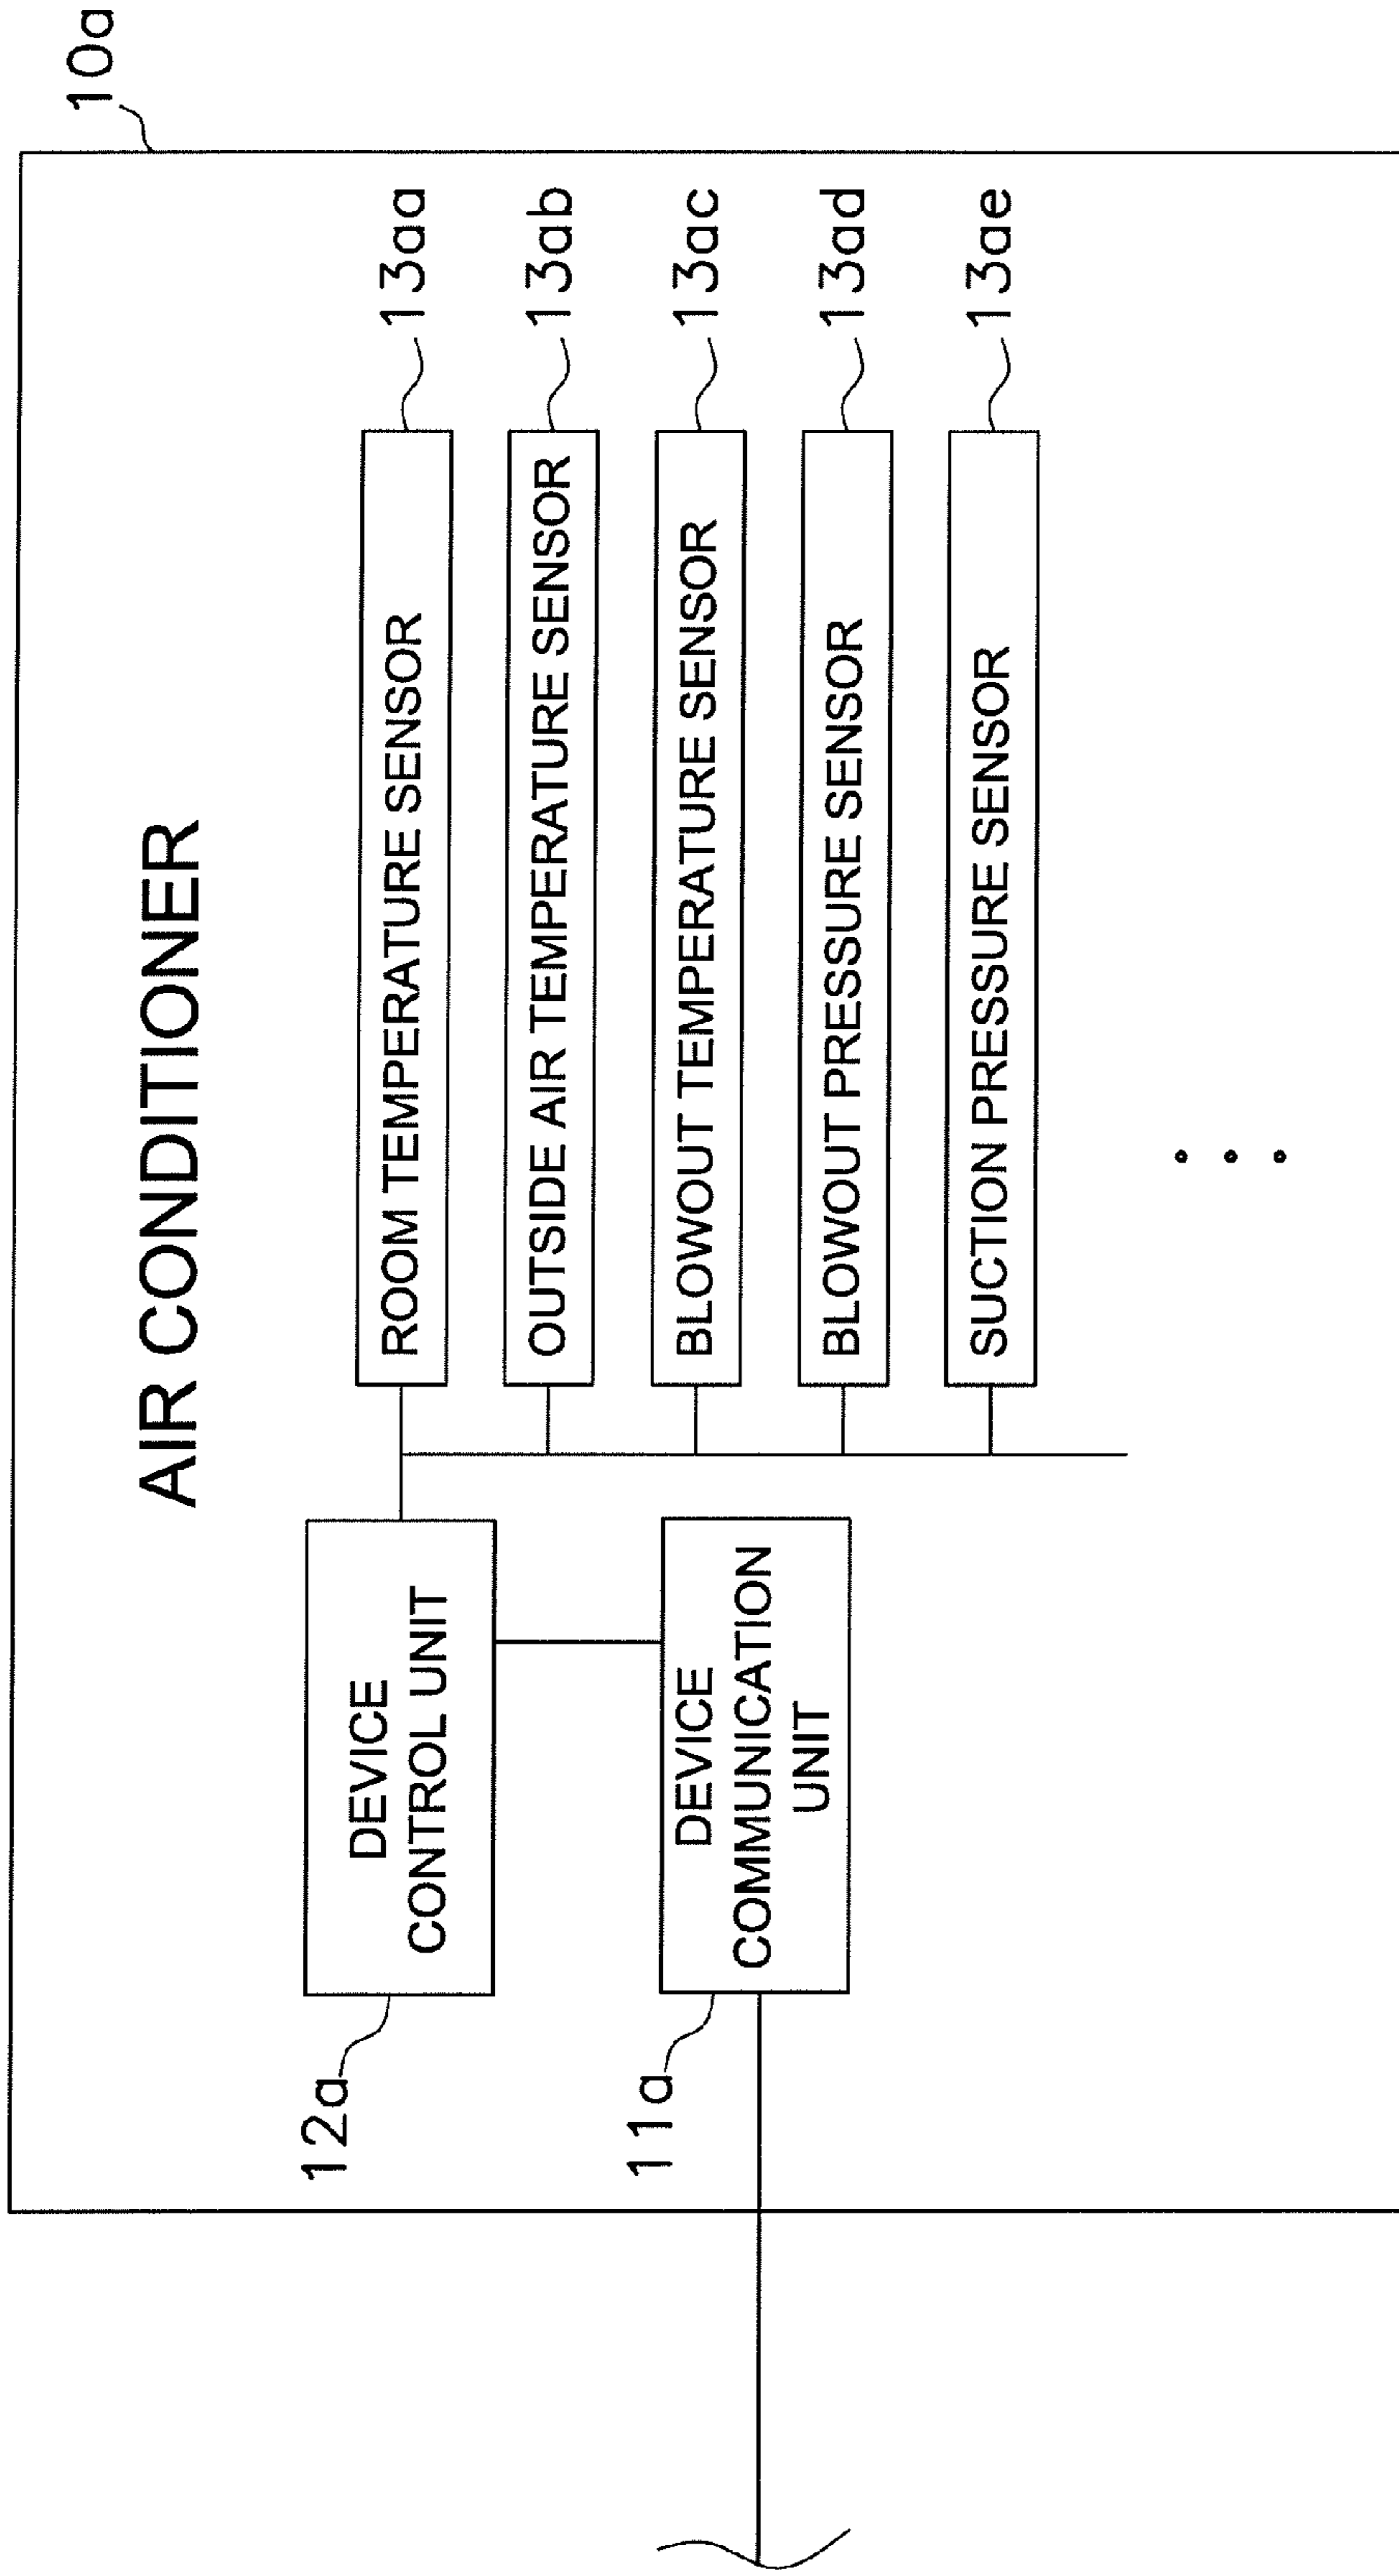 10a
AIR CONDITIONER
12a
DEVICE
CONTROL UNIT
11a
DEVICE
COMMUNICATION
UNIT
ROOM TEMPERATURE SENSOR
13aa
OUTSIDE AIR TEMPERATURE SENSOR
13ab
BLOWOUT TEMPERATURE SENSOR
13ac
BLOWOUT PRESSURE SENSOR
13ad
SUCTION PRESSURE SENSOR
13ae